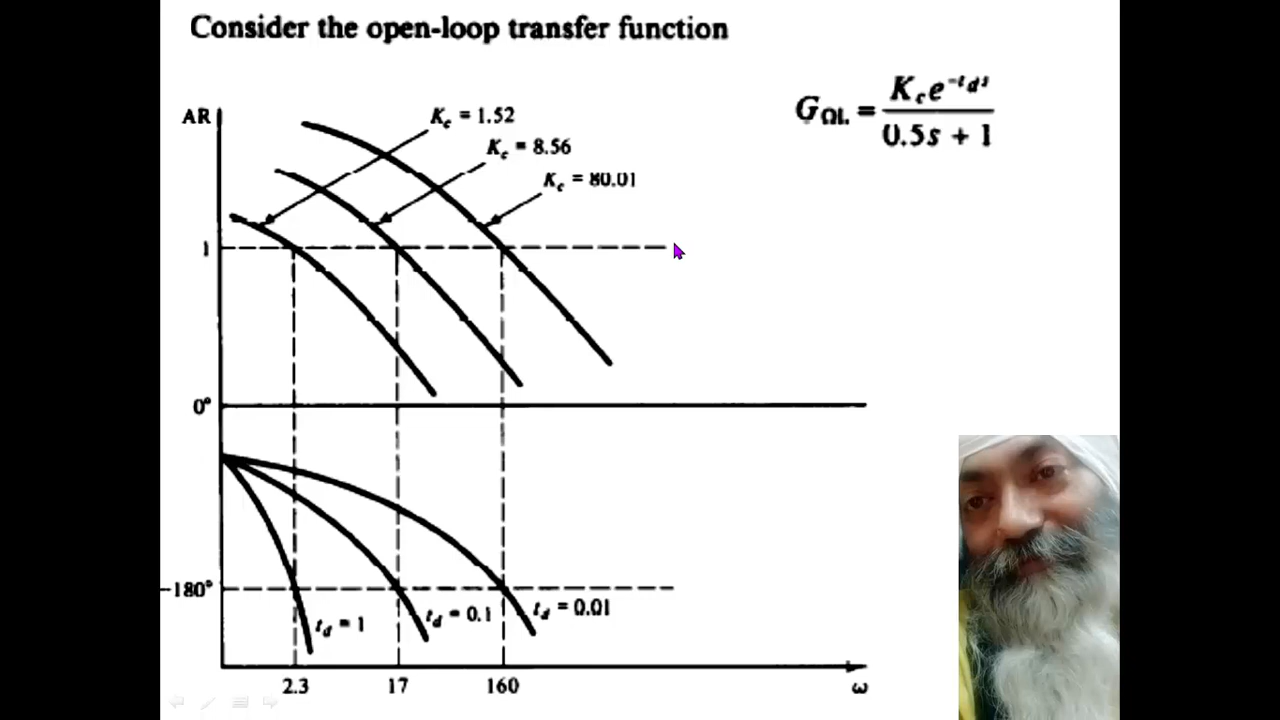 Consider the open-loop transfer function
G_OL = K_c e^{-t_d s} / 0.5s + 1
AR
K_c = 1.52
K_c = 8.56
K_c = 80.01
1
0°
-180°
t_d = 1
t_d = 0.1
t_d = 0.01
2.3
17
160
ω